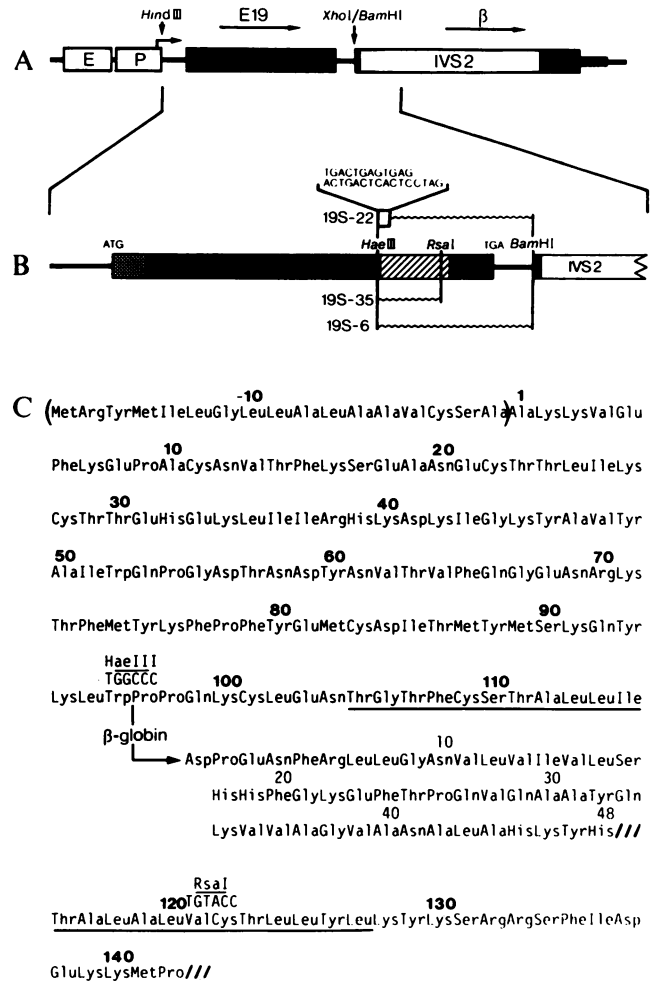 HindIII E19 XhoI/BamHI β
A E P IVS2
TGACTGAGTGAG
ACTGACTCACTCCTAG
19S-22
ATG HaeIII RsaI TGA BamHI
B IVS2
19S-35
19S-6
-10 1
C (MetArgTyrMetIleLeuGlyLeuLeuAlaLeuAlaAlaValCysSerAla)AlaLysLysValGlu
10 20
PheLysGluProAlaCysAsnValThrPheLysSerGluAlaAsnGluCysThrThrLeuIleLys
30 40
CysThrThrGluHisGluLysLeuIleIleArgHisLysAspLysIleGlyLysTyrAlaValTyr
50 60 70
AlaIleTrpGlnProGlyAspThrAsnAspTyrAsnValThrValPheGlnGlyGluAsnArgLys
80 90
ThrPheMetTyrLysPheProPheTyrGluMetCysAspIleThrMetTyrMetSerLysGlnTyr
HaeIII
TGGCCC 100 110
LysLeuTrpProProGlnLysCysLeuGluAsnThrGlyThrPheCysSerThrAlaLeuLeuIle
β-globin 10
AspProGluAsnPheArgLeuLeuGlyAsnValLeuValIleValLeuSer
20 30
HisHisPheGlyLysGluPheThrProGlnValGlnAlaAlaTyrGln
40 48
LysValValAlaGlyValAlaAsnAlaLeuAlaHisLysTyrHis///
RsaI
120 TGTACC 130
ThrAlaLeuAlaLeuValCysThrLeuLeuTyrLeuLysTyrLysSerArgArgSerPheIleAsp
140
GluLysLysMetPro///